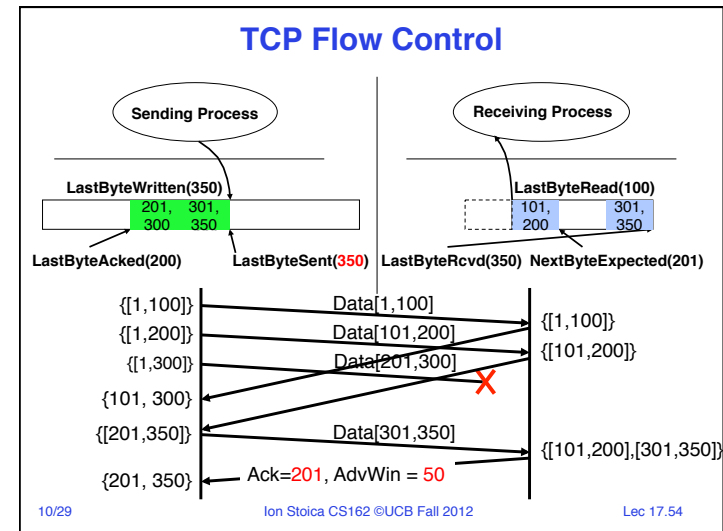 TCP Flow Control
Sending Process
Receiving Process
LastByteWritten(350)
LastByteRead(100)
201, 301,
300 350
101, 301,
200 350
LastByteAcked(200) LastByteSent(350) LastByteRcvd(350) NextByteExpected(201)
{[1,100]} Data[1,100]
{[1,100]}
{[1,200]} Data[101,200]
{[101,200]}
{[1,300]} Data[201,300]
{101, 300}
{[201,350]} Data[301,350]
{[101,200],[301,350]}
{201, 350} Ack=201, AdvWin = 50
10/29 Ion Stoica CS162 ©UCB Fall 2012 Lec 17.54